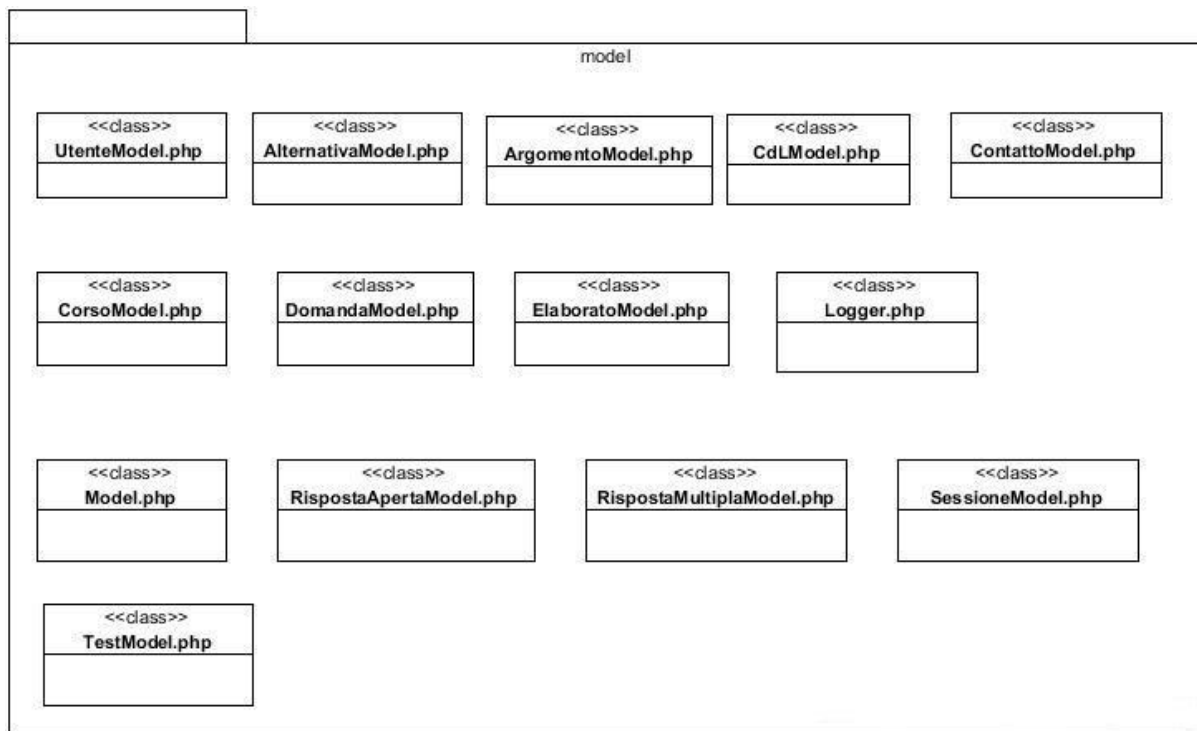 model
<<class>>
UtenteModel.php
<<class>>
AlternativaModel.php
<<class>>
ArgomentoModel.php
<<class>>
CdLModel.php
<<class>>
ContattoModel.php
<<class>>
CorsoModel.php
<<class>>
DomandaModel.php
<<class>>
ElaboratoModel.php
<<class>>
Logger.php
<<class>>
Model.php
<<class>>
RispostaApertaModel.php
<<class>>
RispostaMultiplaModel.php
<<class>>
SessioneModel.php
<<class>>
TestModel.php